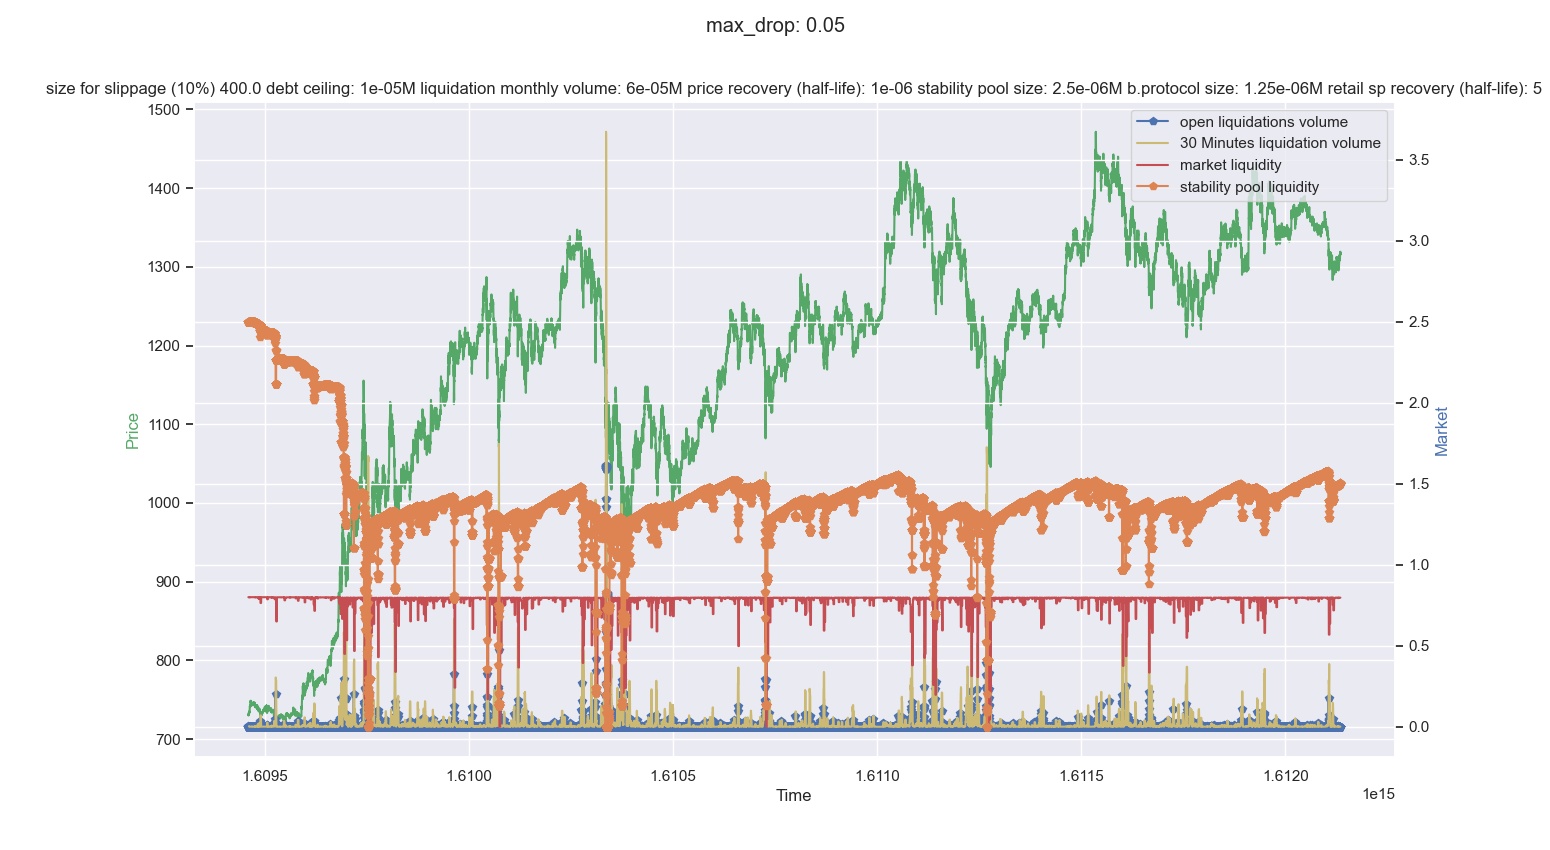 max_drop: 0.05
size for slippage (10%) 400.0 debt ceiling: 1e-05M liquidation monthly volume: 6e-05M price recovery (half-life): 1e-06 stability pool size: 2.5e-06M b.protocol size: 1.25e-06M retail sp recovery (half-life): 5
open liquidations volume
30 Minutes liquidation volume
market liquidity
stability pool liquidity
1500
1400
1300
1200
1100
1000
900
800
700
Price
3.5
3.0
2.5
2.0
1.5
1.0
0.5
0.0
Market
1.6095
1.6100
1.6105
1.6110
1.6115
1.6120
Time
1e15